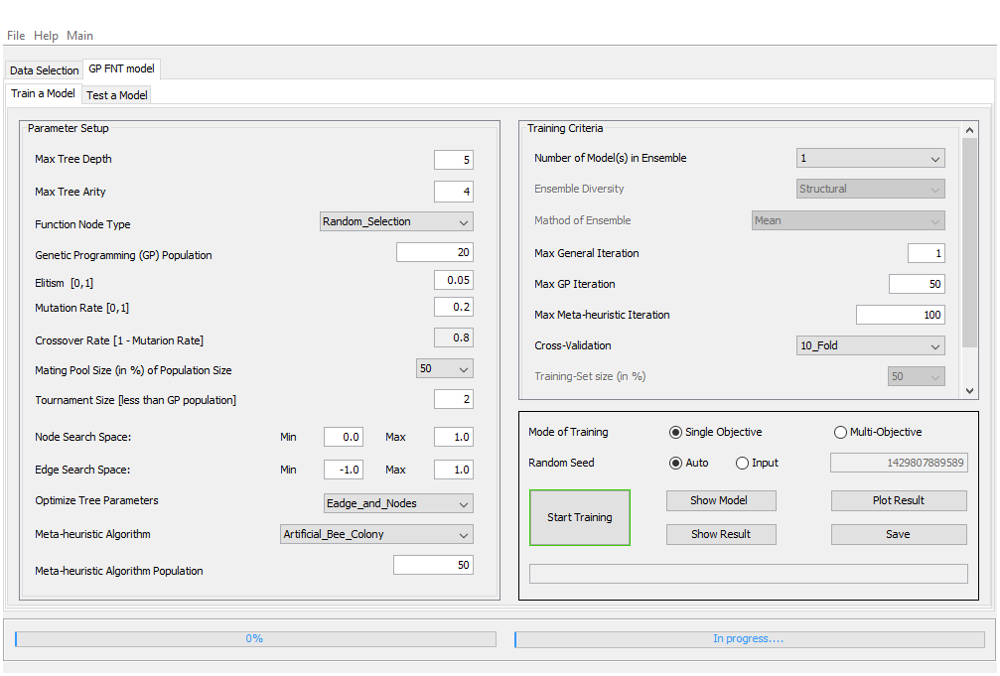 File Help Main
Data Selection GP FNT model
Train a Model Test a Model
Parameter Setup
Max Tree Depth 5
Max Tree Arity 4
Function Node Type Random_Selection
Genetic Programming (GP) Population 20
Elitism [0,1] 0.05
Mutation Rate [0,1] 0.2
Crossover Rate [1 - Mutarion Rate] 0.8
Mating Pool Size (in %) of Population Size 50
Tournament Size [less than GP population] 2
Node Search Space: Min 0.0 Max 1.0
Edge Search Space: Min -1.0 Max 1.0
Optimize Tree Parameters Eadge_and_Nodes
Meta-heuristic Algorithm Artificial_Bee_Colony
Meta-heuristic Algorithm Population 50
Training Criteria
Number of Model(s) in Ensemble 1
Ensemble Diversity Structural
Mathod of Ensemble Mean
Max General Iteration 1
Max GP Iteration 50
Max Meta-heuristic Iteration 100
Cross-Validation 10_Fold
Training-Set size (in %) 50
Mode of Training Single Objective Multi-Objective
Random Seed Auto Input 1429807889589
Start Training Show Model Plot Result
Show Result Save
0% In progress....